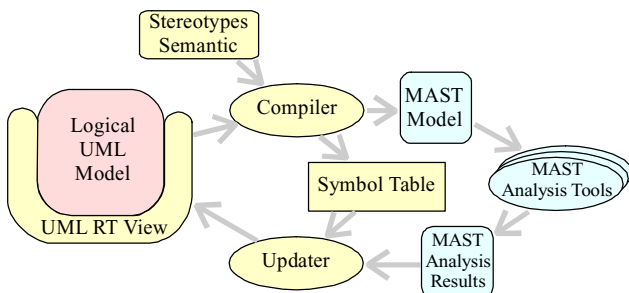 Stereotypes
Semantic
Compiler
MAST
Model
Logical
UML
Model
UML RT View
Symbol Table
MAST
Analysis Tools
Updater
MAST
Analysis
Results